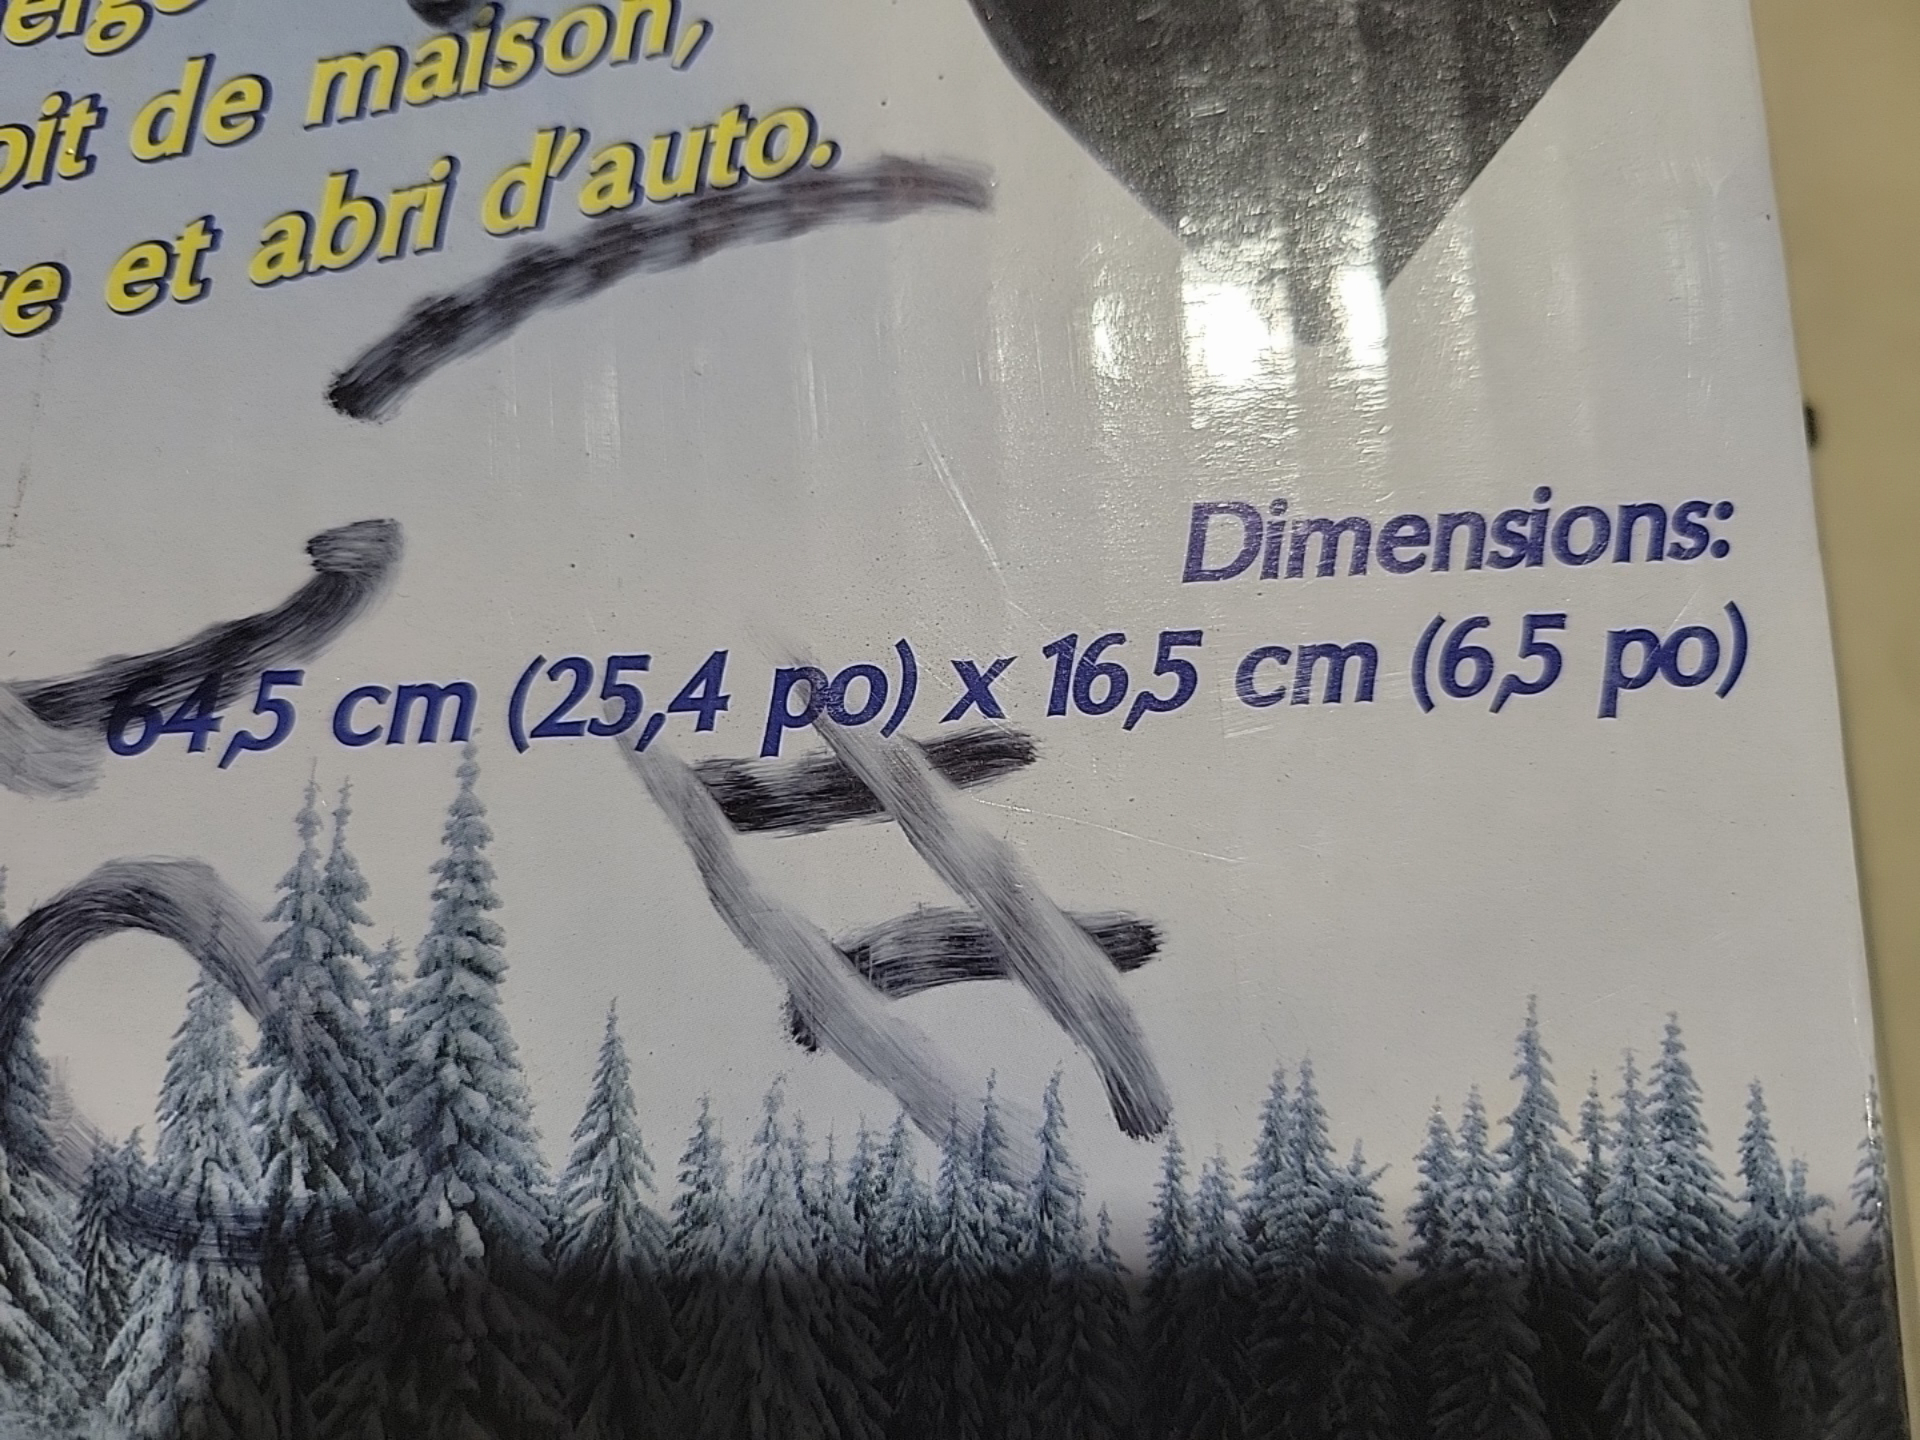 oit de maison,
et abri d'auto.
Dimensions:
64,5 cm (25,4 po) x 16,5 cm (6,5 po)
#